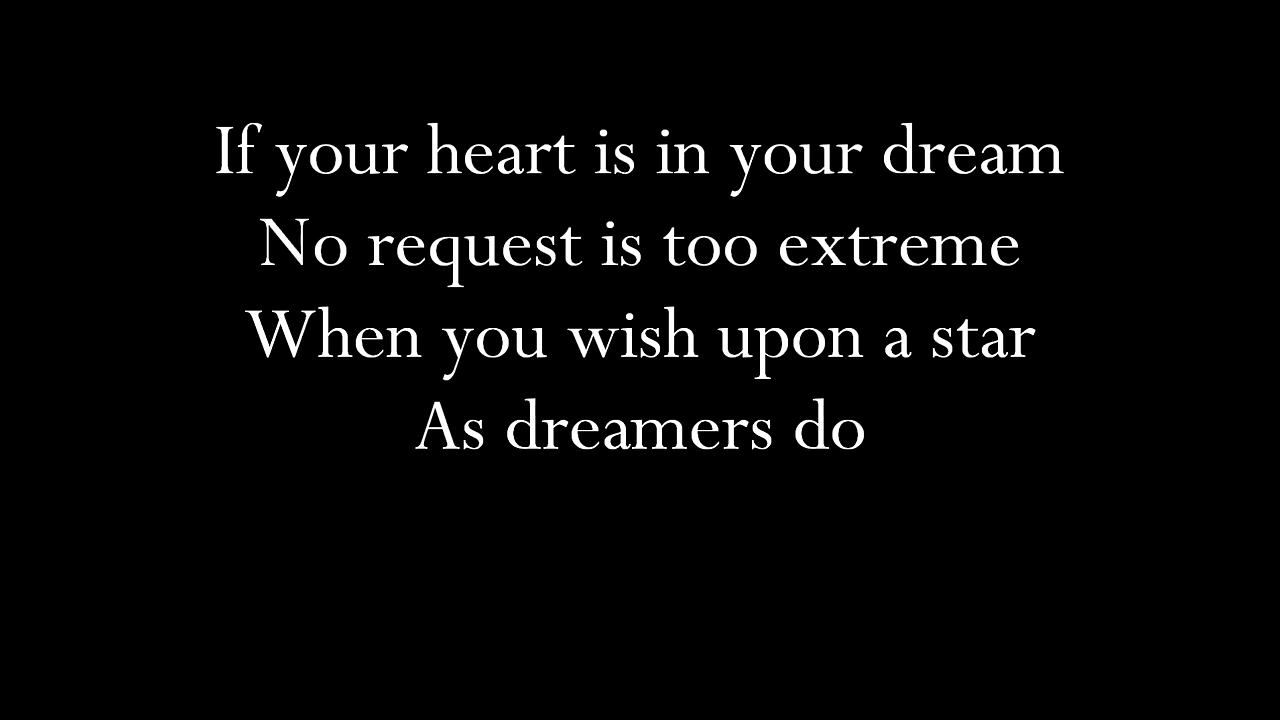 If your heart is in your dream
No request is too extreme
When you wish upon a star
As dreamers do